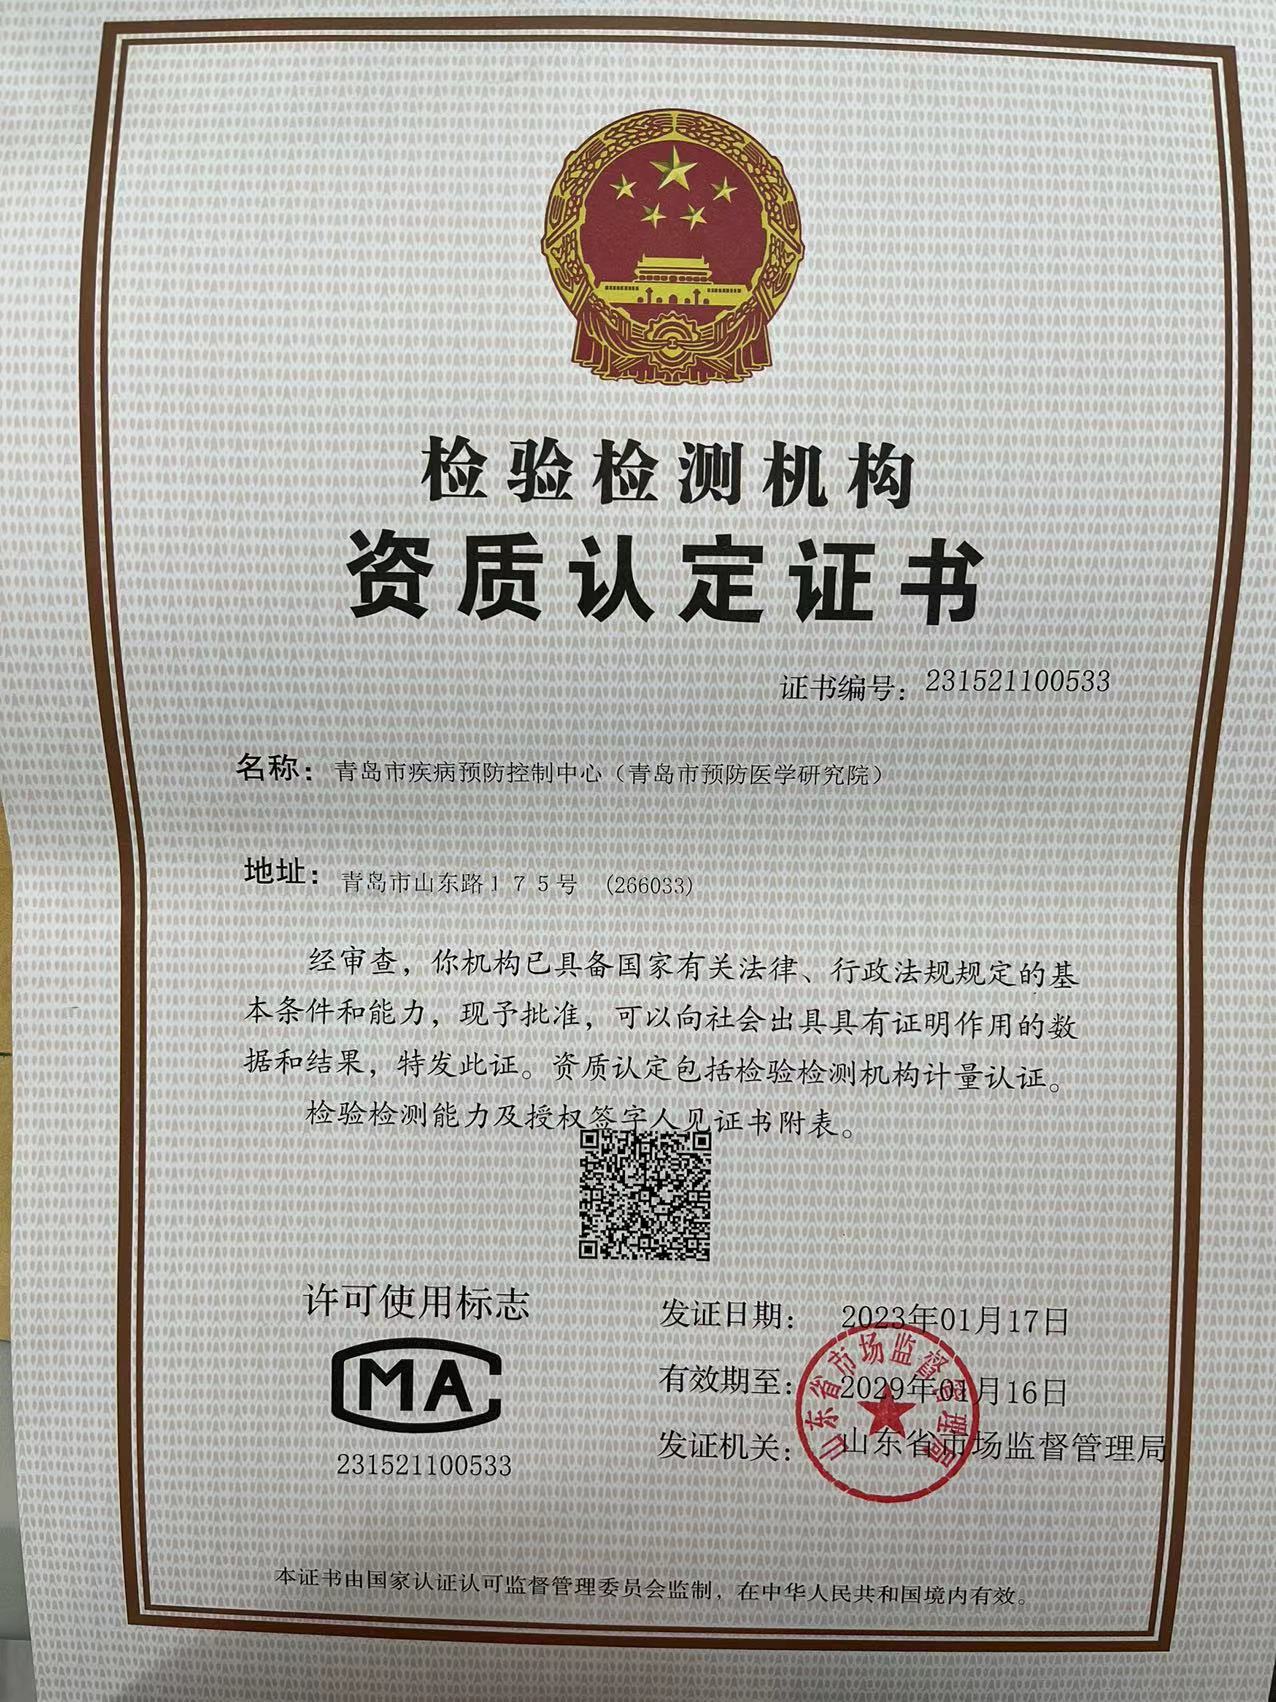 检验检测机构
资质认定证书
证书编号：231521100533
名称：青岛市疾病预防控制中心（青岛市预防医学研究院）
地址：青岛市山东路１７５号 (266033)
经审查，你机构已具备国家有关法律、行政法规规定的基
本条件和能力，现予批准，可以向社会出具具有证明作用的数
据和结果，特发此证。资质认定包括检验检测机构计量认证。
检验检测能力及授权签字人见证书附表。
许可使用标志
MA
231521100533
发证日期：2023年01月17日
有效期至：2029年01月16日
发证机关：山东省市场监督管理局
山东省市场监督管理局
本证书由国家认证认可监督管理委员会监制，在中华人民共和国境内有效。